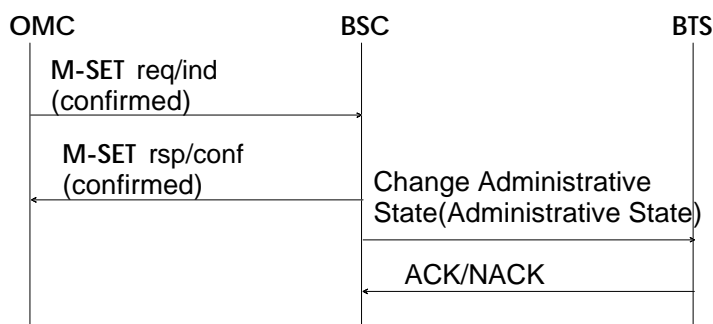 OMC BSC BTS
M-SET req/ind
(confirmed)
M-SET rsp/conf
(confirmed)
Change Administrative
State(Administrative State)
ACK/NACK